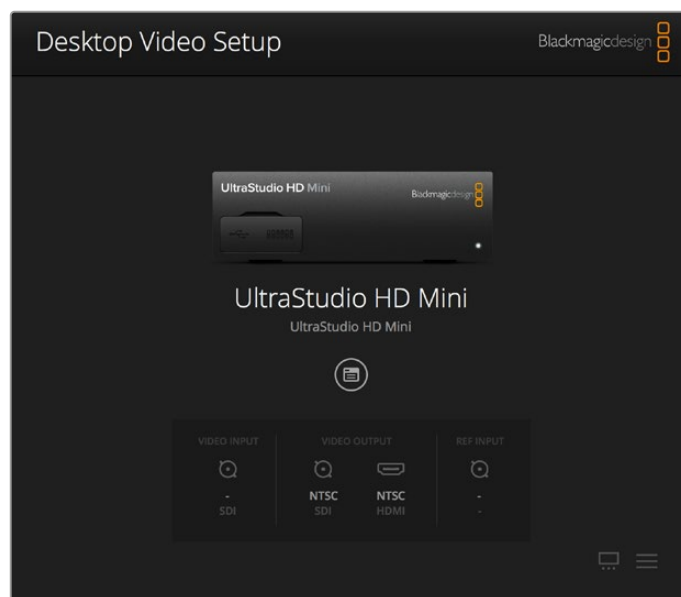 Desktop Video Setup
Blackmagicdesign
UltraStudio HD Mini
Blackmagicdesign
UltraStudio HD Mini
UltraStudio HD Mini
VIDEO INPUT VIDEO OUTPUT REF INPUT
- NTSC NTSC -
SDI SDI HDMI -